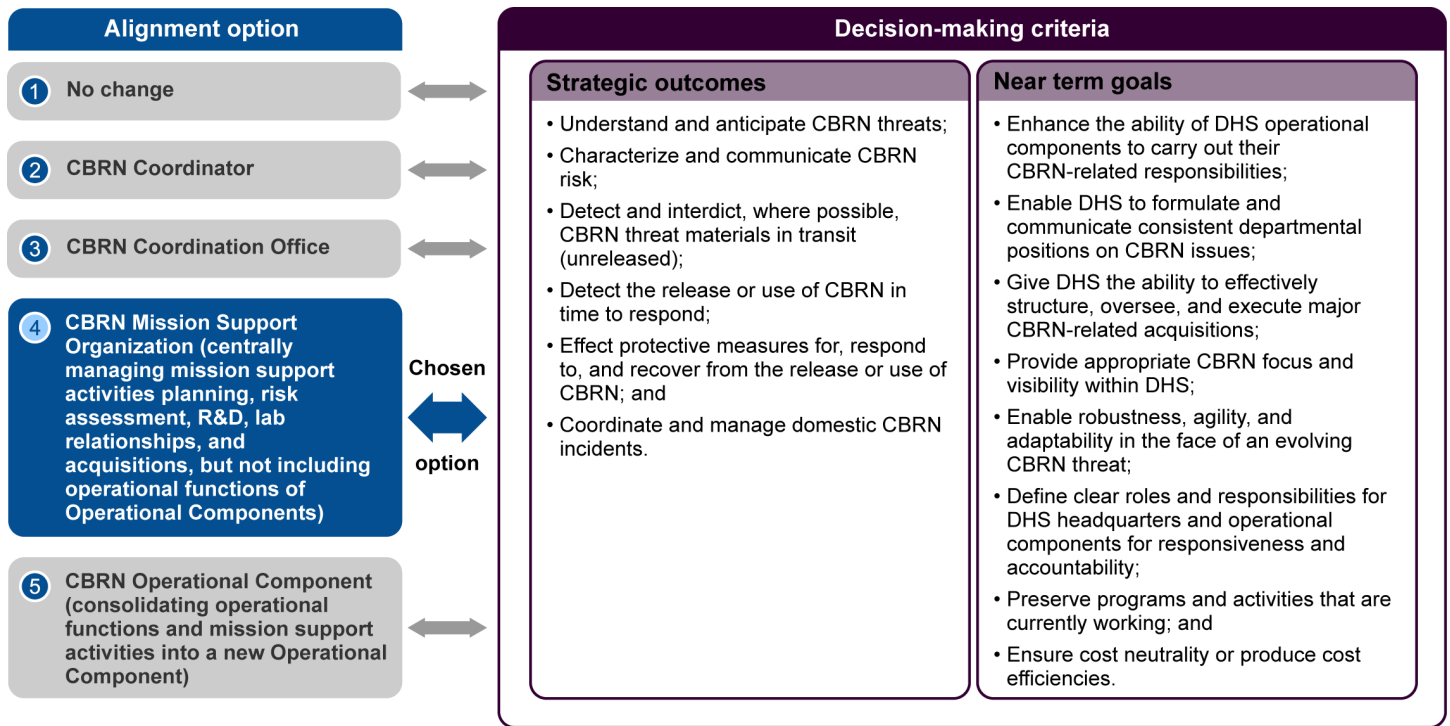 Alignment option
1
No change
2
CBRN Coordinator
3
CBRN Coordination Office
4
CBRN Mission Support
Organization (centrally
managing mission support
activities planning, risk
assessment, R&D, lab
relationships, and
acquisitions, but not including
operational functions of
Operational Components)
Chosen
option
5
CBRN Operational Component
(consolidating operational
functions and mission support
activities into a new Operational
Component)
Decision-making criteria
Strategic outcomes
• Understand and anticipate CBRN threats;
• Characterize and communicate CBRN
risk;
• Detect and interdict, where possible,
CBRN threat materials in transit
(unreleased);
• Detect the release or use of CBRN in
time to respond;
• Effect protective measures for, respond
to, and recover from the release or use of
CBRN; and
• Coordinate and manage domestic CBRN
incidents.
Near term goals
• Enhance the ability of DHS operational
components to carry out their
CBRN-related responsibilities;
• Enable DHS to formulate and
communicate consistent departmental
positions on CBRN issues;
• Give DHS the ability to effectively
structure, oversee, and execute major
CBRN-related acquisitions;
• Provide appropriate CBRN focus and
visibility within DHS;
• Enable robustness, agility, and
adaptability in the face of an evolving
CBRN threat;
• Define clear roles and responsibilities for
DHS headquarters and operational
components for responsiveness and
accountability;
• Preserve programs and activities that are
currently working; and
• Ensure cost neutrality or produce cost
efficiencies.